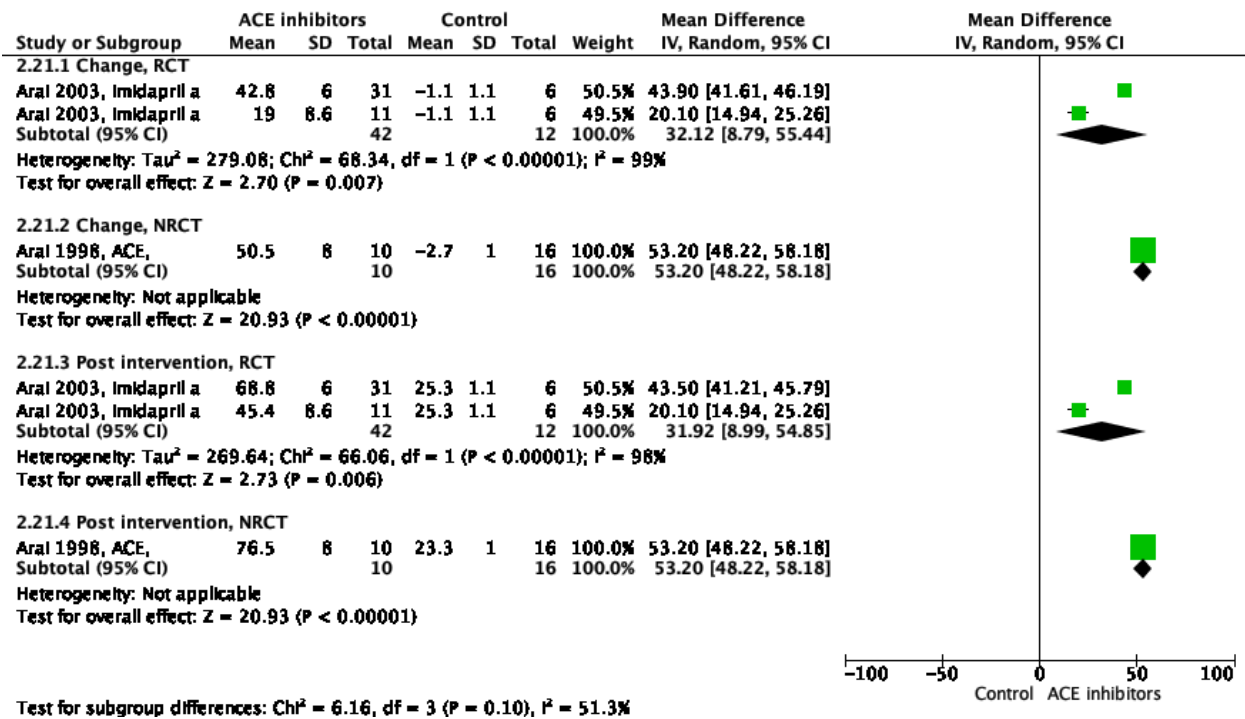 ACE inhibitors Control Mean Difference Mean Difference
Study or Subgroup Mean SD Total Mean SD Total Weight IV, Random, 95% CI IV, Random, 95% CI
2.21.1 Change, RCT
Arai 2003, Imidapril a 42.8 6 31 −1.1 1.1 6 50.5% 43.90 [41.61, 46.19]
Arai 2003, Imidapril a 19 8.6 11 −1.1 1.1 6 49.5% 20.10 [14.94, 25.26]
Subtotal (95% CI) 42 12 100.0% 32.12 [8.79, 55.44]
Heterogeneity: Tau² = 279.08; Chi² = 68.34, df = 1 (P < 0.00001); I² = 99%
Test for overall effect: Z = 2.70 (P = 0.007)
2.21.2 Change, NRCT
Arai 1998, ACE, 50.5 8 10 −2.7 1 16 100.0% 53.20 [48.22, 58.18]
Subtotal (95% CI) 10 16 100.0% 53.20 [48.22, 58.18]
Heterogeneity: Not applicable
Test for overall effect: Z = 20.93 (P < 0.00001)
2.21.3 Post intervention, RCT
Arai 2003, Imidapril a 68.8 6 31 25.3 1.1 6 50.5% 43.50 [41.21, 45.79]
Arai 2003, Imidapril a 45.4 8.6 11 25.3 1.1 6 49.5% 20.10 [14.94, 25.26]
Subtotal (95% CI) 42 12 100.0% 31.92 [8.99, 54.85]
Heterogeneity: Tau² = 269.64; Chi² = 66.06, df = 1 (P < 0.00001); I² = 98%
Test for overall effect: Z = 2.73 (P = 0.006)
2.21.4 Post intervention, NRCT
Arai 1998, ACE, 76.5 8 10 23.3 1 16 100.0% 53.20 [48.22, 58.18]
Subtotal (95% CI) 10 16 100.0% 53.20 [48.22, 58.18]
Heterogeneity: Not applicable
Test for overall effect: Z = 20.93 (P < 0.00001)
−100 −50 0 50 100
Control ACE inhibitors
Test for subgroup differences: Chi² = 6.16, df = 3 (P = 0.10), I² = 51.3%